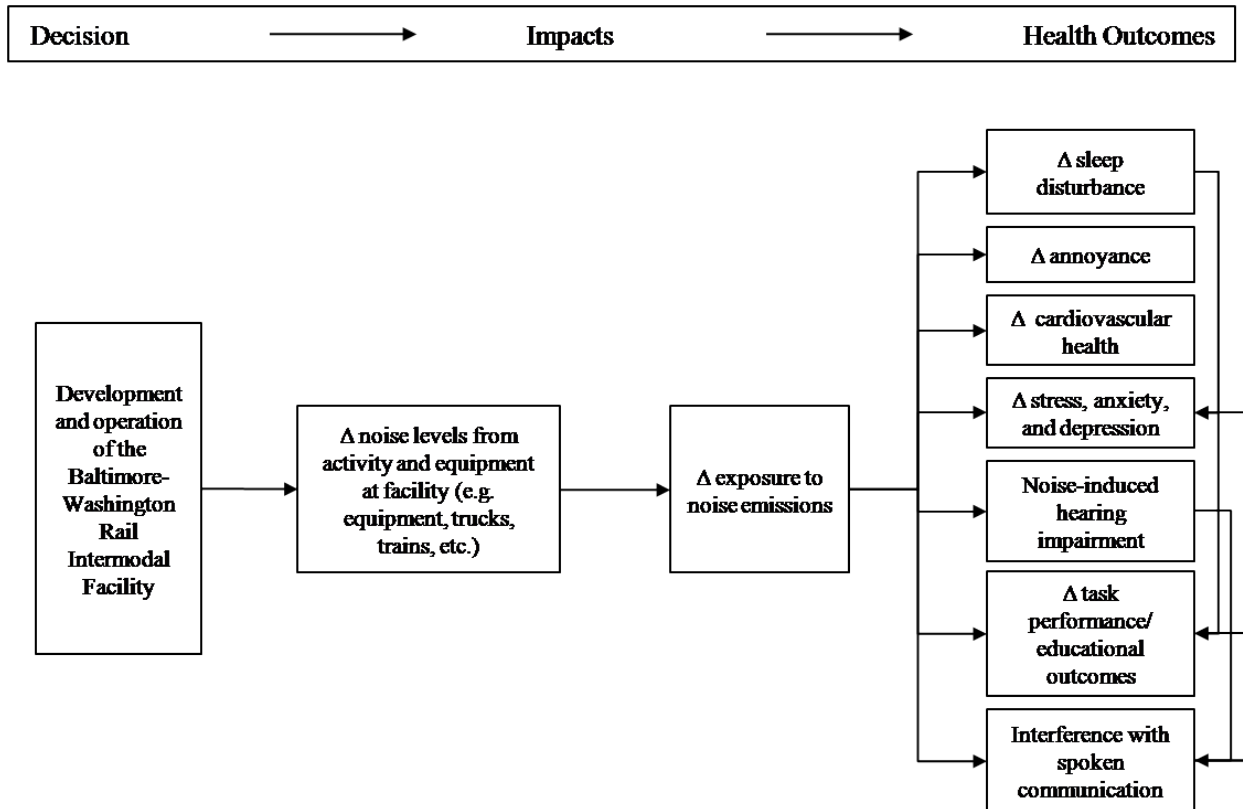 Decision Impacts Health Outcomes
Δ sleep
disturbance
Δ annoyance
Δ cardiovascular
health
Development
and operation
of the
Baltimore-
Washington
Rail
Intermodal
Facility
Δ noise levels from
activity and equipment
at facility (e.g.
equipment, trucks,
trains, etc.)
Δ exposure to
noise emissions
Δ stress, anxiety,
and depression
Noise-induced
hearing
impairment
Δ task
performance/
educational
outcomes
Interference with
spoken
communication